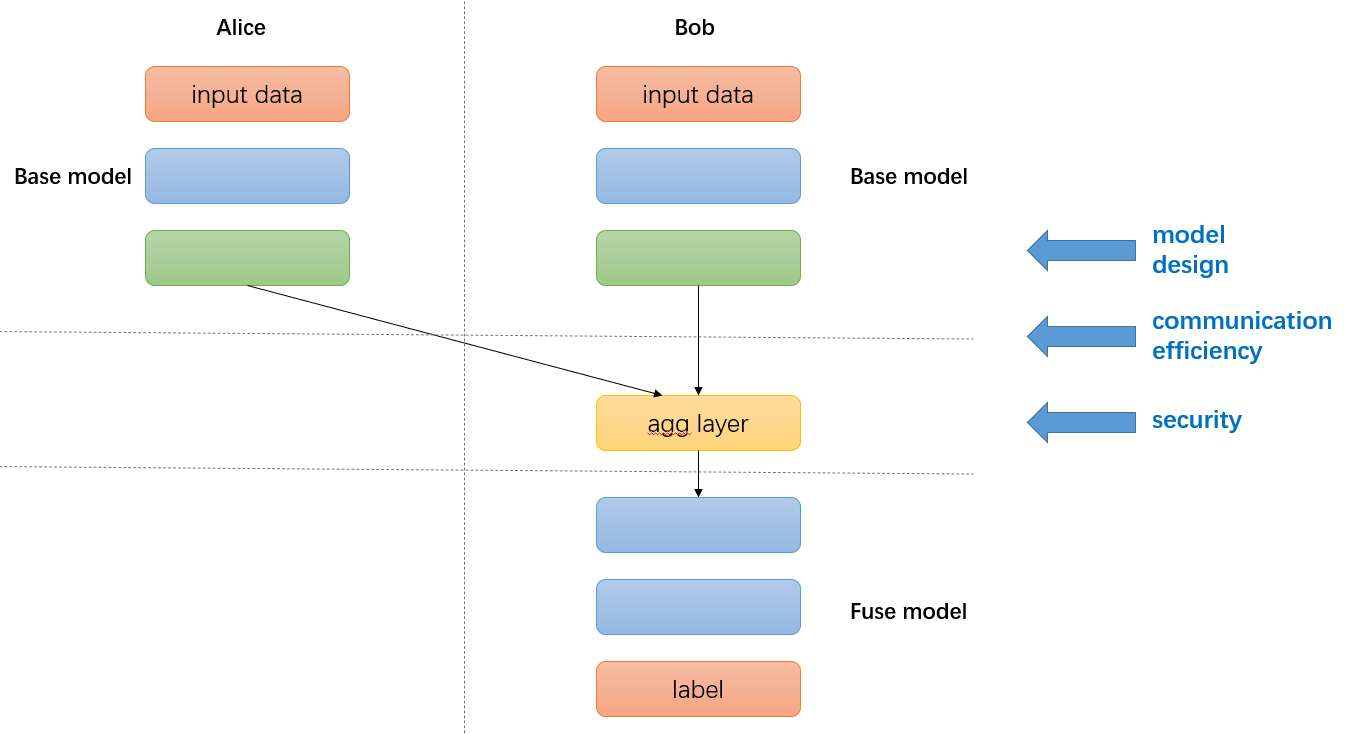 Alice
Bob
input data
input data
Base model
Base model
model
design
communication
efficiency
agg layer
security
Fuse model
label